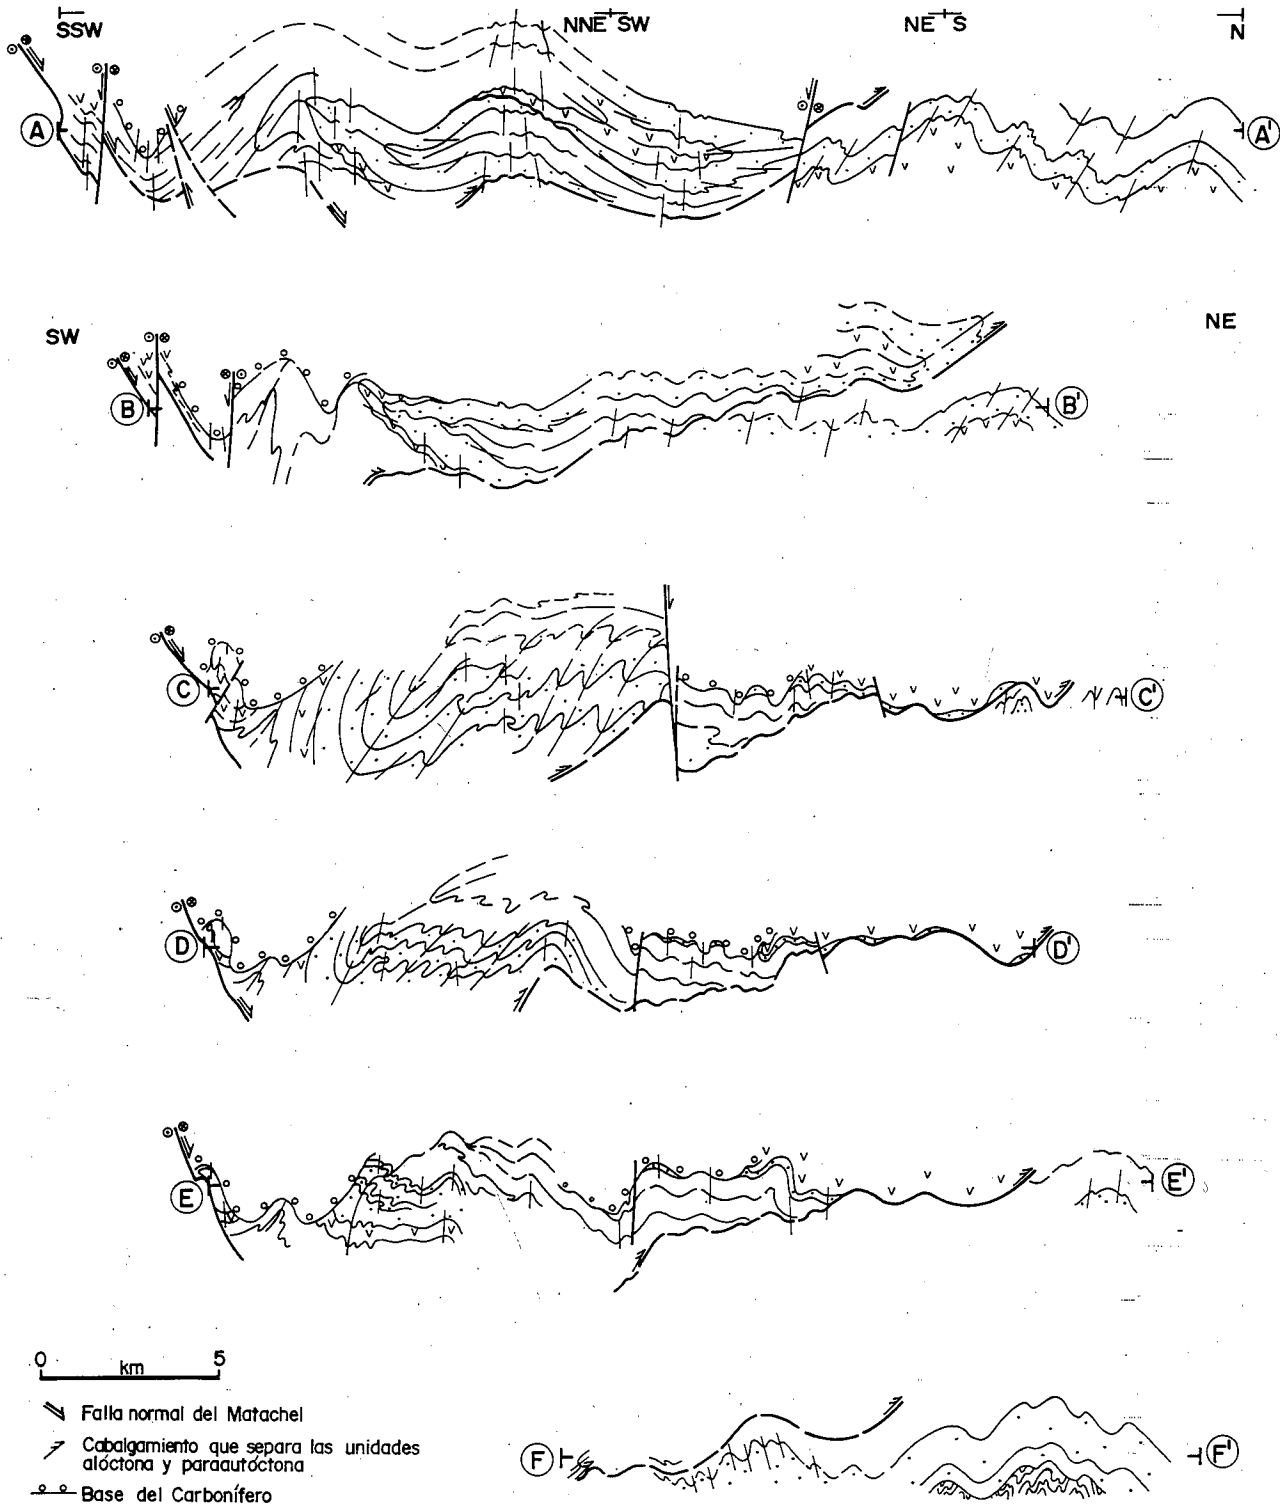 SSW NNE SW NE S N
A A'
SW NE
B B'
C C'
D D'
E E'
0 km 5
Falla normal del Matachel
Cabalgamiento que separa las unidades
alóctona y paraautóctona
Base del Carbonífero
F F'